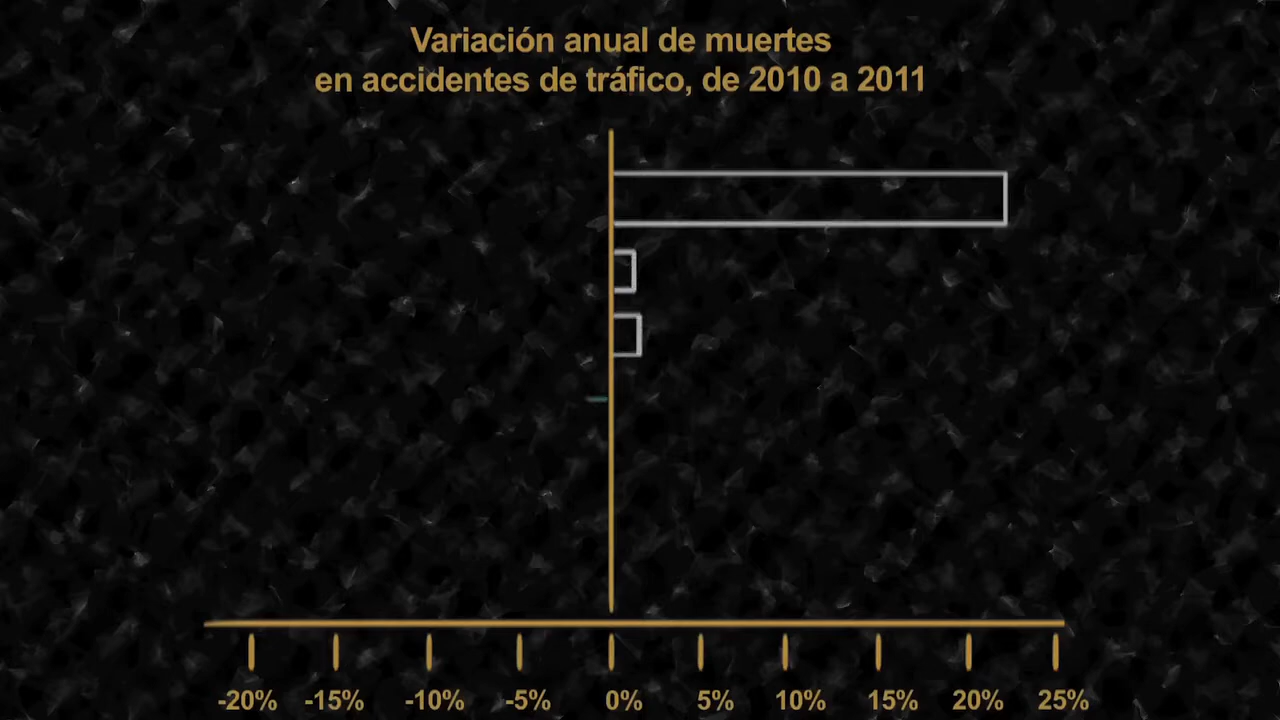 Variación anual de muertes
en accidentes de tráfico, de 2010 a 2011
-20% -15% -10% -5% 0% 5% 10% 15% 20% 25%